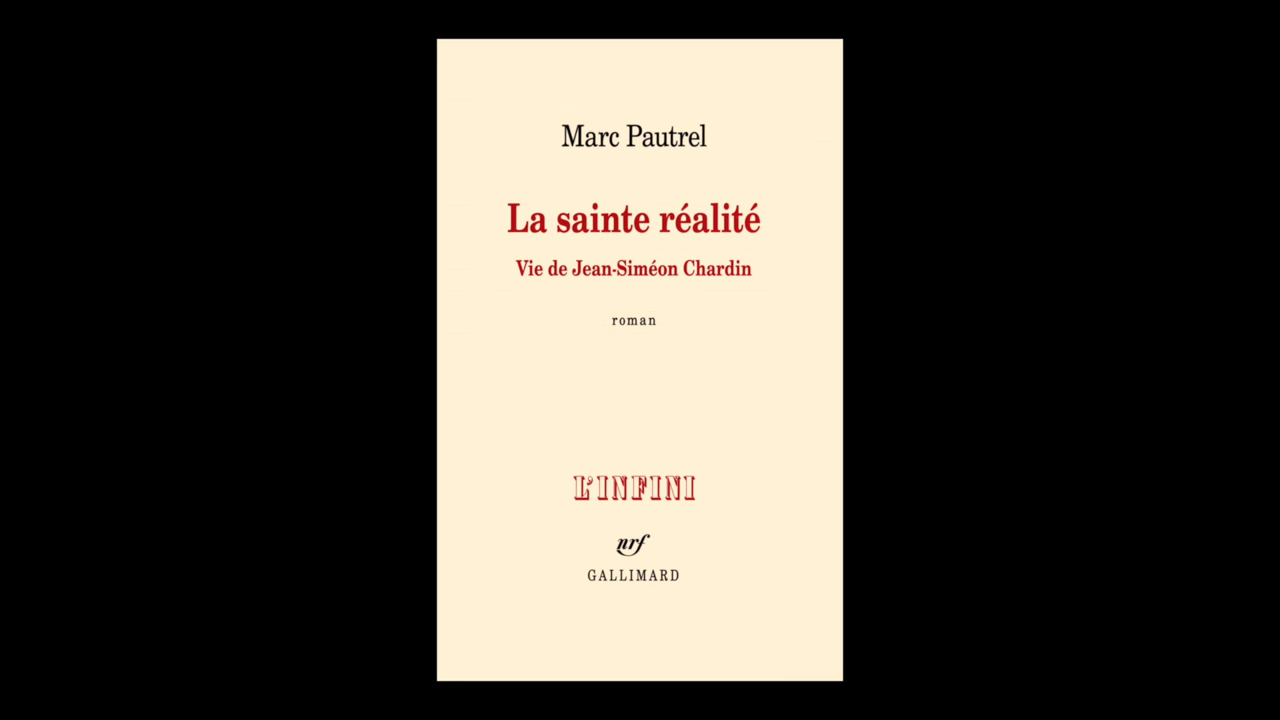 Marc Pautrel
La sainte réalité
Vie de Jean-Siméon Chardin
roman
L'INFINI
nrf
GALLIMARD